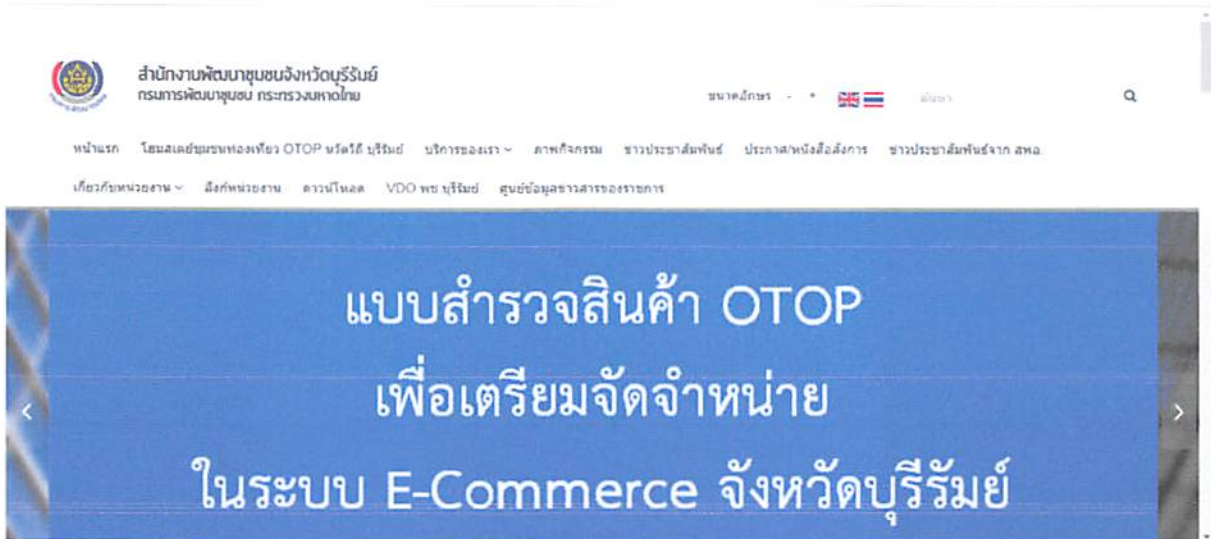 สำนักงานพัฒนาชุมชนจังหวัดบุรีรัมย์
กรมการพัฒนาชุมชน กระทรวงมหาดไทย
ขนาดอักษร - +
ค้นหา
หน้าแรก โฮมสเตย์ชุมชนท่องเที่ยว OTOP นวัตวิถี บุรีรัมย์ บริการของเรา ภาพกิจกรรม ข่าวประชาสัมพันธ์ ประกาศ/หนังสือสั่งการ ข่าวประชาสัมพันธ์จาก สพอ.
เกี่ยวกับหน่วยงาน ลิงก์หน่วยงาน ดาวน์โหลด VDO พช บุรีรัมย์ ศูนย์ข้อมูลข่าวสารของราชการ
แบบสำรวจสินค้า OTOP
เพื่อเตรียมจัดจำหน่าย
ในระบบ E-Commerce จังหวัดบุรีรัมย์